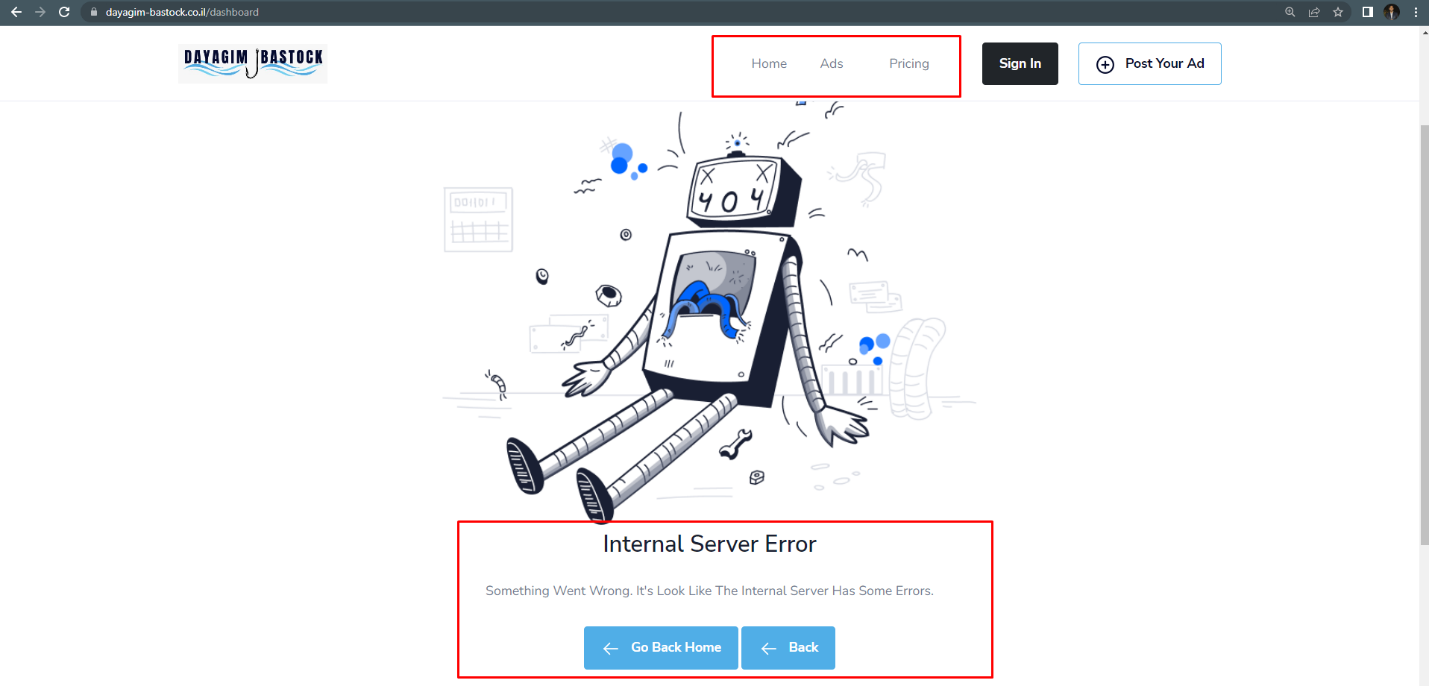 dayagim-bastock.co.il/dashboard
DAYAGIM BASTOCK
Home Ads Pricing Sign In Post Your Ad
X X
404
Internal Server Error
Something Went Wrong. It's Look Like The Internal Server Has Some Errors.
Go Back Home Back